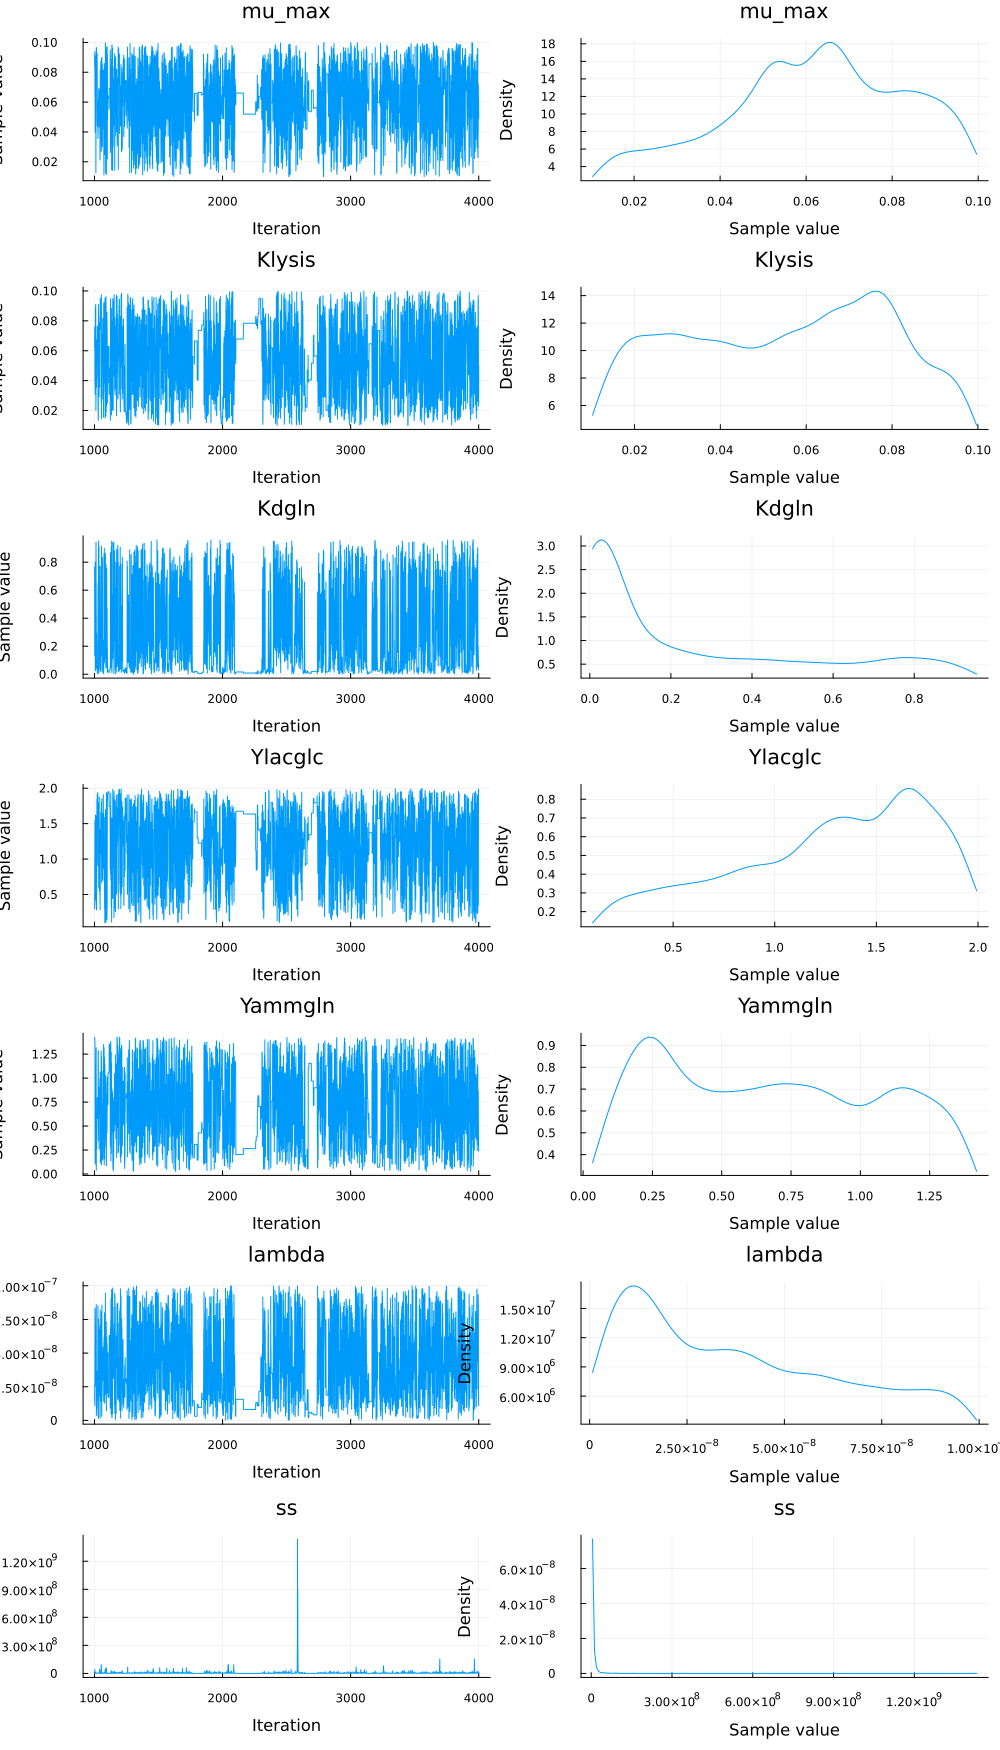 mu_max mu_max
0.10
0.08
0.06
0.04
0.02
1000 2000 3000 4000
Iteration
Density
18
16
14
12
10
8
6
4
0.02 0.04 0.06 0.08 0.10
Sample value
Klysis Klysis
0.10
0.08
0.06
0.04
0.02
1000 2000 3000 4000
Iteration
Density
14
12
10
8
6
0.02 0.04 0.06 0.08 0.10
Sample value
Kdgln Kdgln
Sample value
0.8
0.6
0.4
0.2
0.0
1000 2000 3000 4000
Iteration
Density
3.0
2.5
2.0
1.5
1.0
0.5
0.0 0.2 0.4 0.6 0.8
Sample value
Ylacglc Ylacglc
Sample value
2.0
1.5
1.0
0.5
1000 2000 3000 4000
Iteration
Density
0.8
0.7
0.6
0.5
0.4
0.3
0.2
0.5 1.0 1.5 2.0
Sample value
Yammgln Yammgln
1.25
1.00
0.75
0.50
0.25
0.00
1000 2000 3000 4000
Iteration
Density
0.9
0.8
0.7
0.6
0.5
0.4
0.00 0.25 0.50 0.75 1.00 1.25
Sample value
lambda lambda
.00×10⁻⁷
.50×10⁻⁸
.00×10⁻⁸
.50×10⁻⁸
0
1000 2000 3000 4000
Iteration
Density
1.50×10⁷
1.20×10⁷
9.00×10⁶
6.00×10⁶
0 2.50×10⁻⁸ 5.00×10⁻⁸ 7.50×10⁻⁸ 1.00×10⁻
Sample value
ss ss
1.20×10⁹
9.00×10⁸
6.00×10⁸
3.00×10⁸
0
1000 2000 3000 4000
Iteration
Density
6.0×10⁻⁸
4.0×10⁻⁸
2.0×10⁻⁸
0
0 3.00×10⁸ 6.00×10⁸ 9.00×10⁸ 1.20×10⁹
Sample value